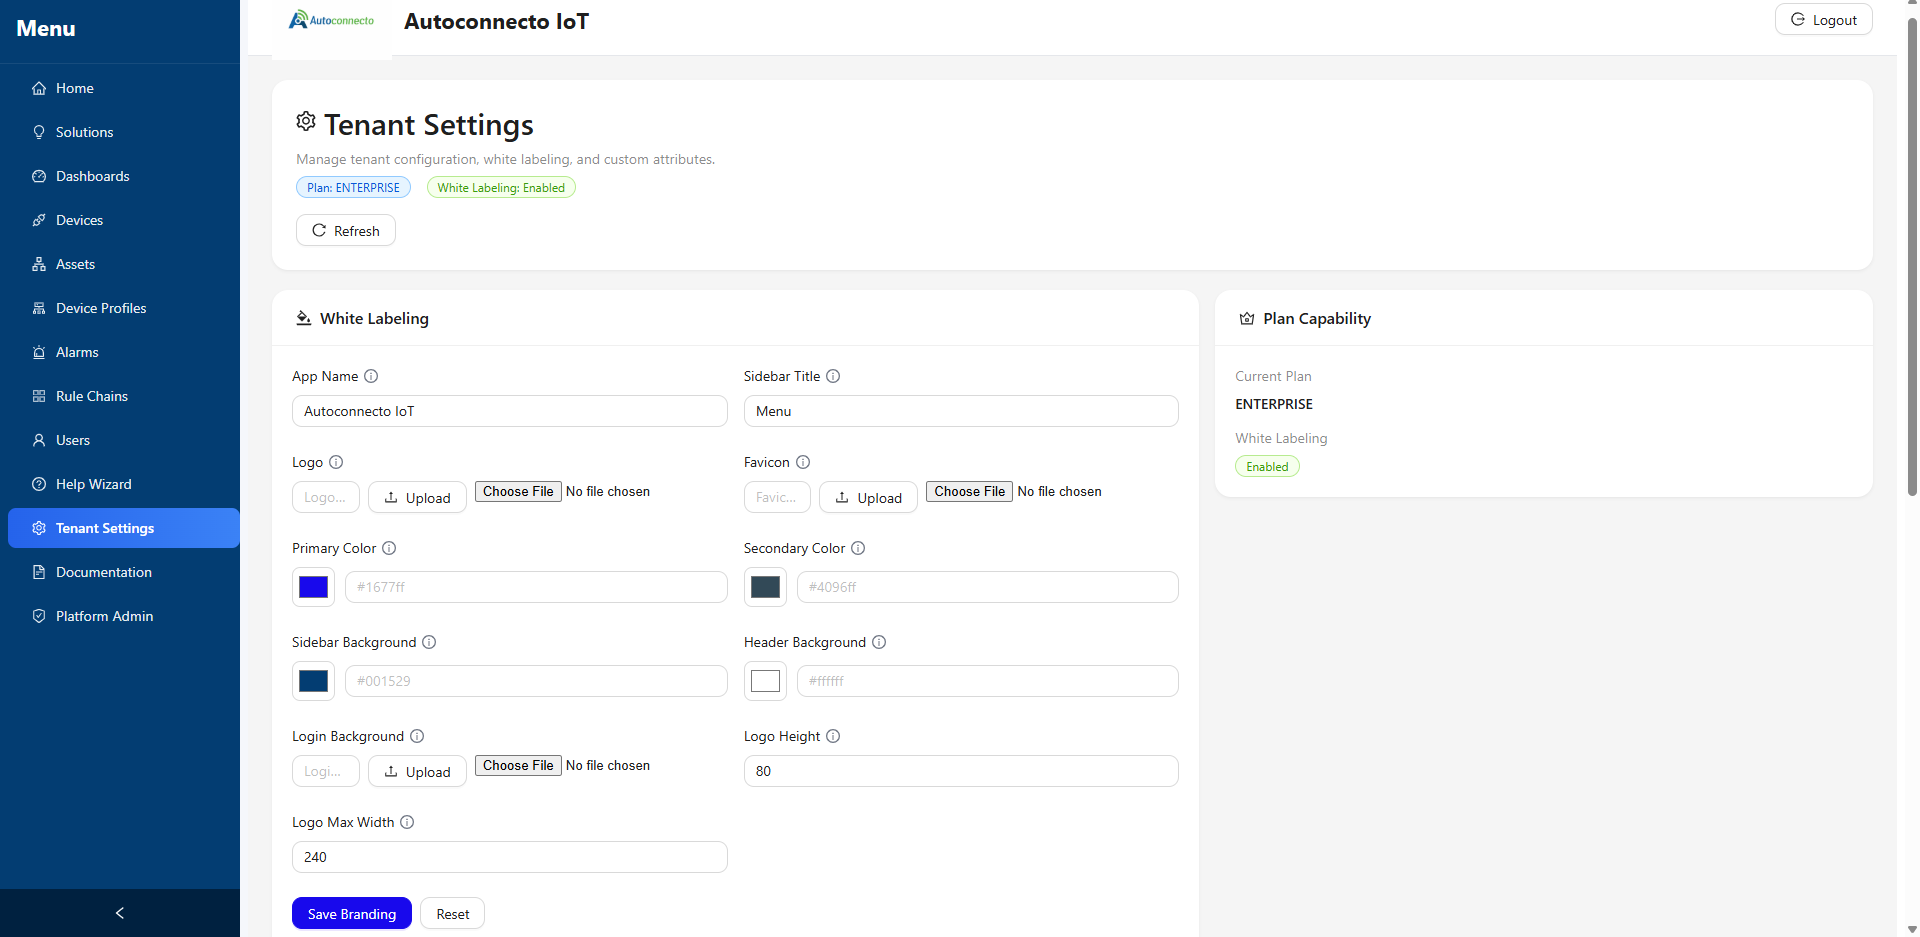 Menu
Home
Solutions
Dashboards
Devices
Assets
Device Profiles
Alarms
Rule Chains
Users
Help Wizard
Tenant Settings
Documentation
Platform Admin
Autoconnecto
Autoconnecto IoT
Logout
Tenant Settings
Manage tenant configuration, white labeling, and custom attributes.
Plan: ENTERPRISE White Labeling: Enabled
Refresh
White Labeling
App Name Sidebar Title
Autoconnecto IoT Menu
Logo Favicon
Logo... Upload Choose File No file chosen Favic... Upload Choose File No file chosen
Primary Color Secondary Color
#1677ff #4096ff
Sidebar Background Header Background
#001529 #ffffff
Login Background Logo Height
Logi... Upload Choose File No file chosen 80
Logo Max Width
240
Save Branding Reset
Plan Capability
Current Plan
ENTERPRISE
White Labeling
Enabled